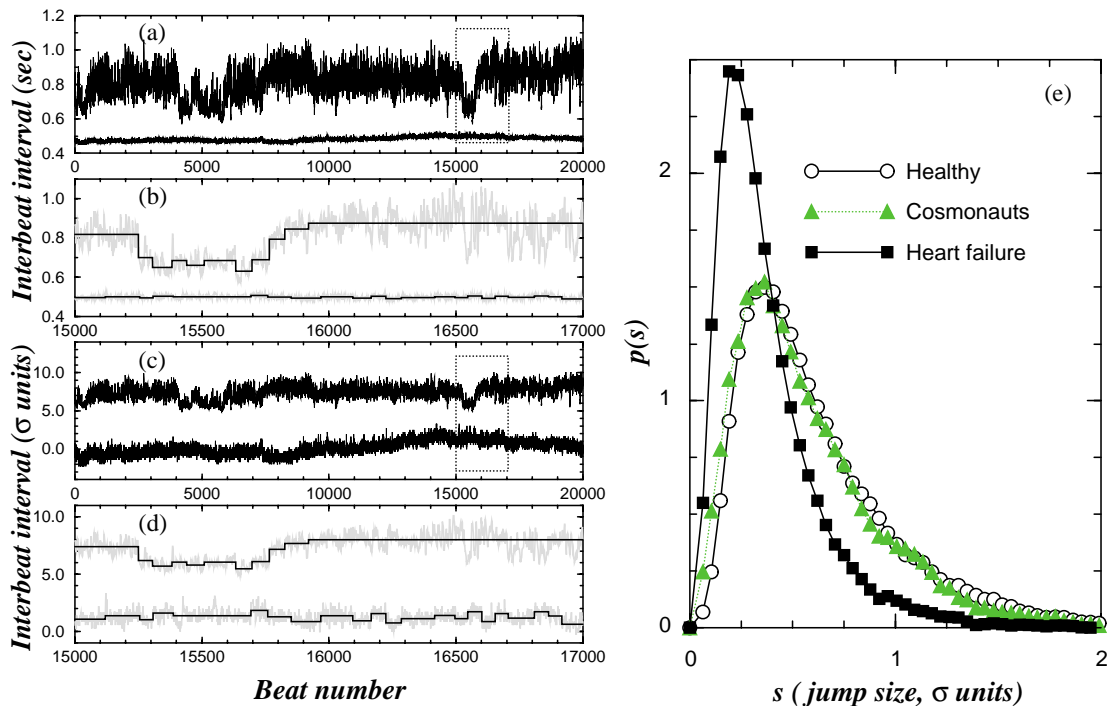 Interbeat interval (sec)
1.2
1.0
0.8
0.6
0.4
(a)
0 5000 10000 15000 20000
1.0
0.8
0.6
0.4
(b)
15000 15500 16000 16500 17000
Interbeat interval (σ units)
10.0
5.0
0.0
(c)
0 5000 10000 15000 20000
10.0
5.0
0.0
(d)
15000 15500 16000 16500 17000
Beat number
(e)
p(s)
2
1
0
Healthy
Cosmonauts
Heart failure
0 1 2
s ( jump size, σ units)